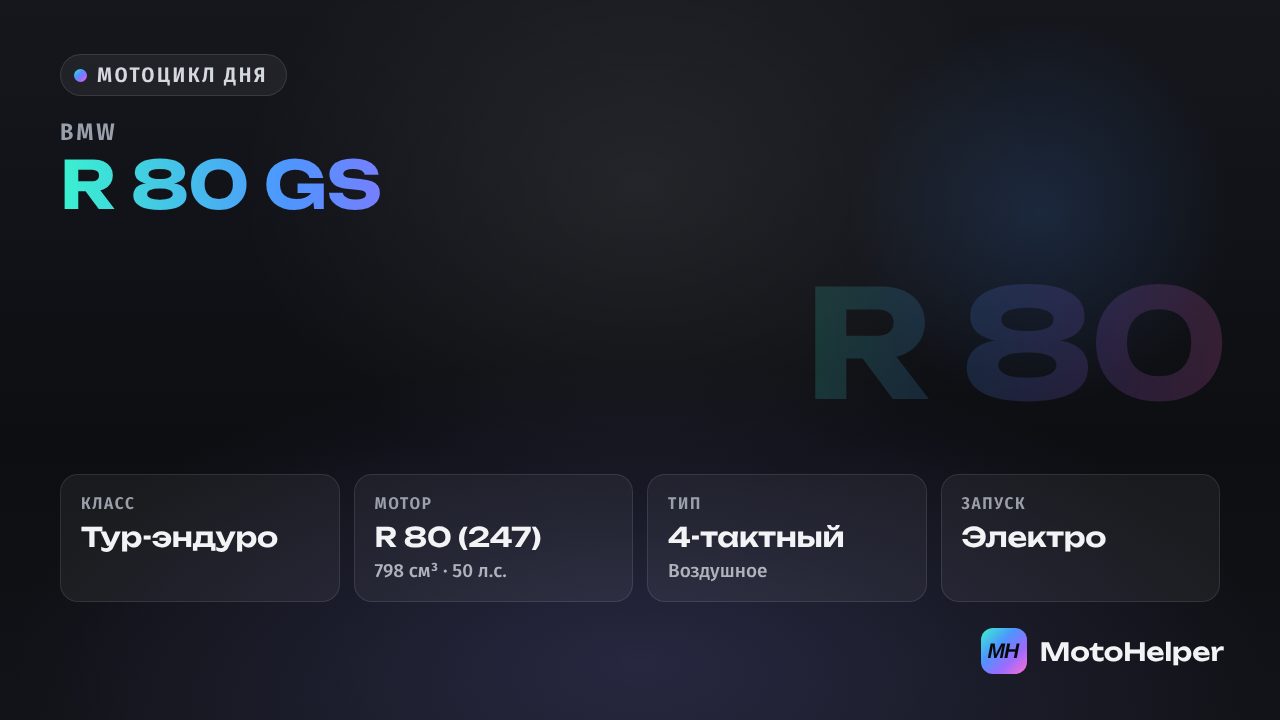 МОТОЦИКЛ ДНЯ
BMW
R 80 GS
R 80
КЛАСС
Тур-эндуро
МОТОР
R 80 (247)
798 см³ · 50 л.с.
ТИП
4-тактный
Воздушное
ЗАПУСК
Электро
MH MotoHelper